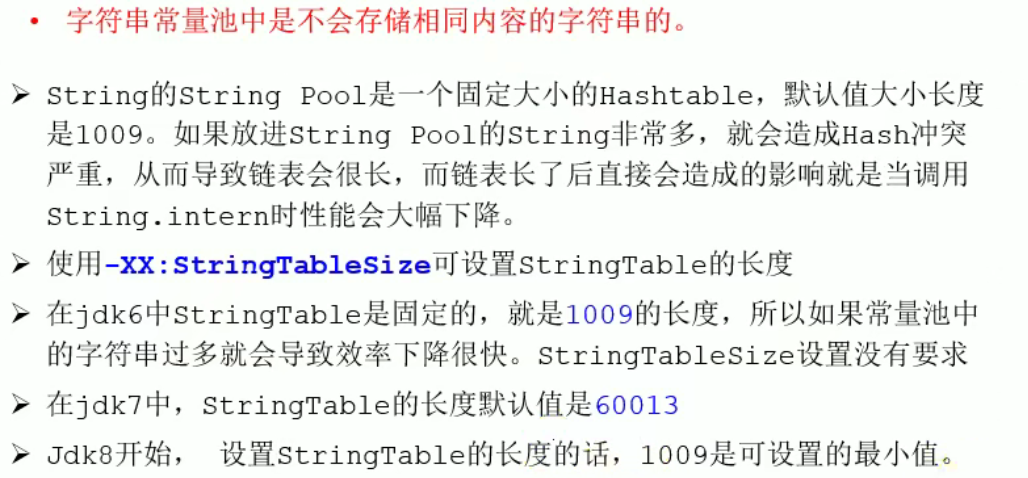 • 字符串常量池中是不会存储相同内容的字符串的。
➢ String的String Pool是一个固定大小的Hashtable，默认值大小长度
是1009。如果放进String Pool的String非常多，就会造成Hash冲突
严重，从而导致链表会很长，而链表长了后直接会造成的影响就是当调用
String.intern时性能会大幅下降。
➢ 使用-XX:StringTableSize可设置StringTable的长度
➢ 在jdk6中StringTable是固定的，就是1009的长度，所以如果常量池中
的字符串过多就会导致效率下降很快。StringTableSize设置没有要求
➢ 在jdk7中，StringTable的长度默认值是60013
➢ Jdk8开始， 设置StringTable的长度的话，1009是可设置的最小值。